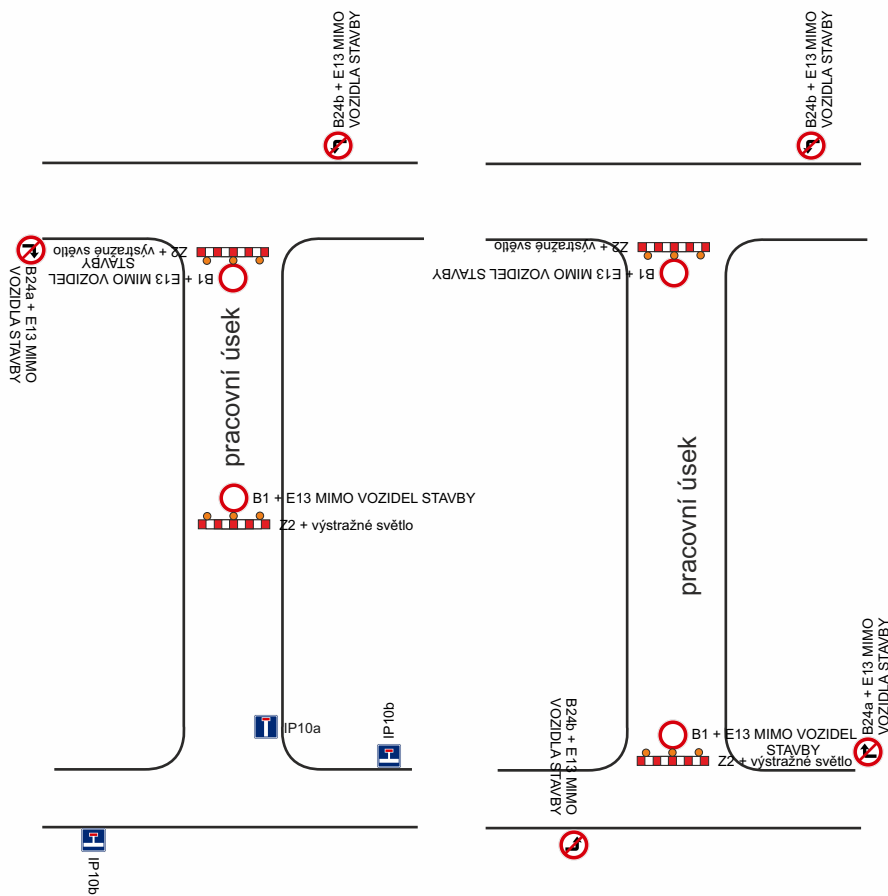 B24b + E13 MIMO
VOZIDLA STAVBY
B24a + E13 MIMO
VOZIDLA STAVBY
Z2 + výstražné světlo
B1 + E13 MIMO VOZIDEL
STAVBY
pracovní úsek
B1 + E13 MIMO VOZIDEL STAVBY
Z2 + výstražné světlo
IP10a
IP10b
IP10b
B24b + E13 MIMO
VOZIDLA STAVBY
Z2 + výstražné světlo
B1 + E13 MIMO VOZIDEL STAVBY
pracovní úsek
B24a + E13 MIMO
VOZIDLA STAVBY
B24b + E13 MIMO
VOZIDLA STAVBY
B1 + E13 MIMO VOZIDEL
STAVBY
Z2 + výstražné světlo